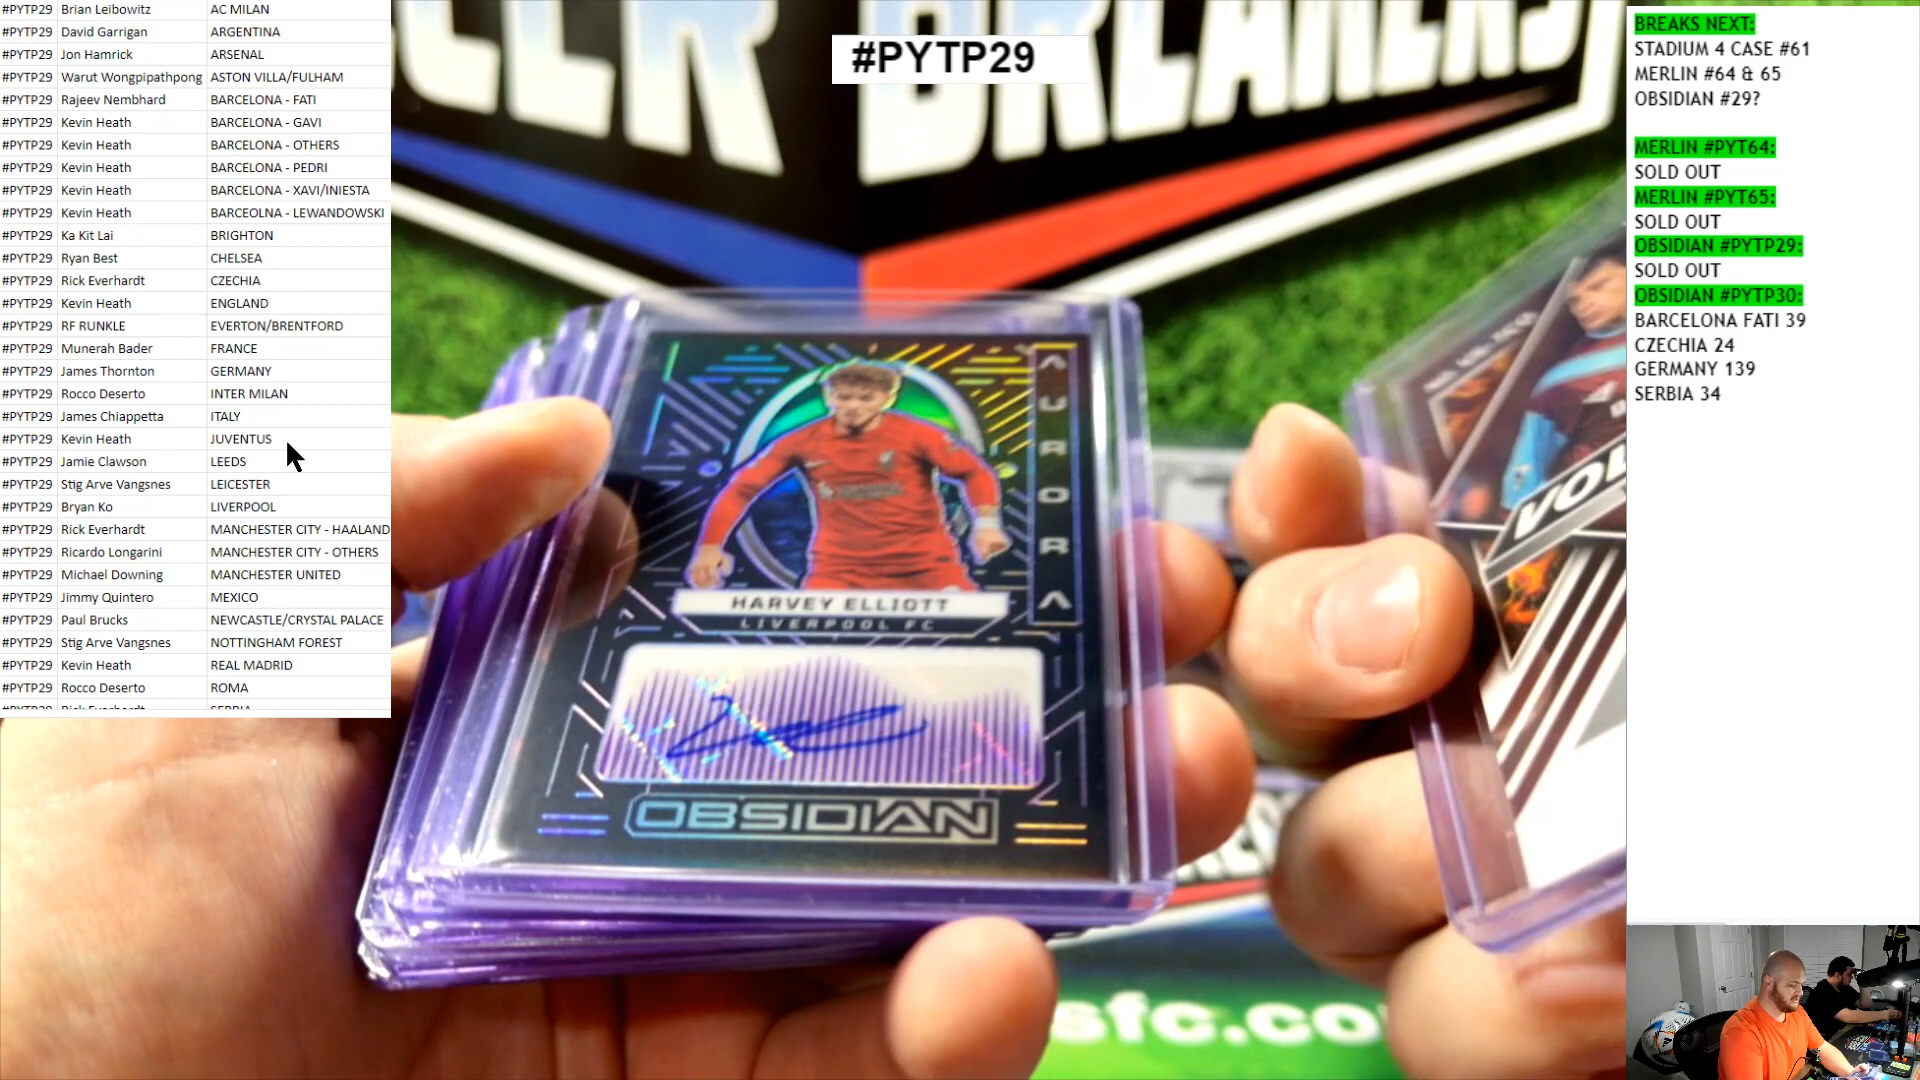 #PYTP29 Brian Leibowitz AC MILAN
#PYTP29 David Garrigan ARGENTINA
#PYTP29 Jon Hamrick ARSENAL
#PYTP29 Warut Wongpipathpong ASTON VILLA/FULHAM
#PYTP29 Rajeev Nembhard BARCELONA - FATI
#PYTP29 Kevin Heath BARCELONA - GAVI
#PYTP29 Kevin Heath BARCELONA - OTHERS
#PYTP29 Kevin Heath BARCELONA - PEDRI
#PYTP29 Kevin Heath BARCELONA - XAVI/INIESTA
#PYTP29 Kevin Heath BARCEOLNA - LEWANDOWSKI
#PYTP29 Ka Kit Lai BRIGHTON
#PYTP29 Ryan Best CHELSEA
#PYTP29 Rick Everhardt CZECHIA
#PYTP29 Kevin Heath ENGLAND
#PYTP29 RF RUNKLE EVERTON/BRENTFORD
#PYTP29 Munerah Bader FRANCE
#PYTP29 James Thornton GERMANY
#PYTP29 Rocco Deserto INTER MILAN
#PYTP29 James Chiappetta ITALY
#PYTP29 Kevin Heath JUVENTUS
#PYTP29 Jamie Clawson LEEDS
#PYTP29 Stig Arve Vangsnes LEICESTER
#PYTP29 Bryan Ko LIVERPOOL
#PYTP29 Rick Everhardt MANCHESTER CITY - HAALAND
#PYTP29 Ricardo Longarini MANCHESTER CITY - OTHERS
#PYTP29 Michael Downing MANCHESTER UNITED
#PYTP29 Jimmy Quintero MEXICO
#PYTP29 Paul Brucks NEWCASTLE/CRYSTAL PALACE
#PYTP29 Stig Arve Vangsnes NOTTINGHAM FOREST
#PYTP29 Kevin Heath REAL MADRID
#PYTP29 Rocco Deserto ROMA
#PYTP29 Rick Everhardt SERBIA
#PYTP29
BREAKERS
AURORA
HARVEY ELLIOTT
LIVERPOOL FC
OBSIDIAN
VOL
sfc.co
BREAKS NEXT:
STADIUM 4 CASE #61
MERLIN #64 & 65
OBSIDIAN #29?
MERLIN #PYT64:
SOLD OUT
MERLIN #PYT65:
SOLD OUT
OBSIDIAN #PYTP29:
SOLD OUT
OBSIDIAN #PYTP30:
BARCELONA FATI 39
CZECHIA 24
GERMANY 139
SERBIA 34